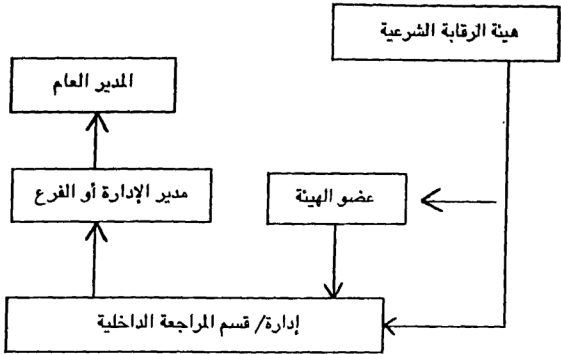 هيئة الرقابة الشرعية
المدير العام
مدير الإدارة أو الفرع
عضو الهيئة
إدارة/ قسم المراجعة الداخلية